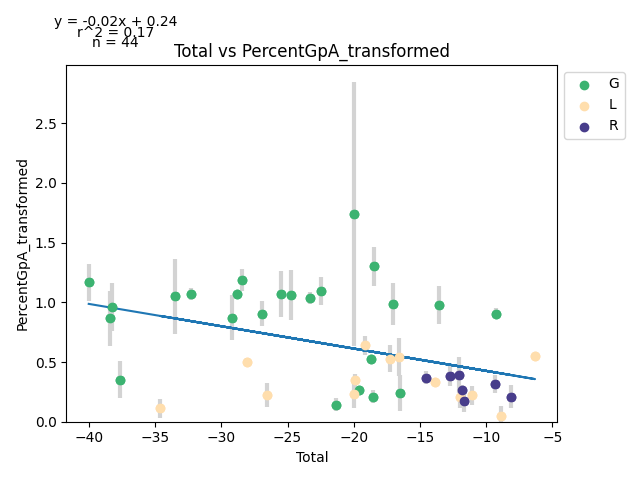 y = -0.02x + 0.24
r^2 = 0.17
n = 44
Total vs PercentGpA_transformed
G
L
R
PercentGpA_transformed
2.5
2.0
1.5
1.0
0.5
0.0
−40 −35 −30 −25 −20 −15 −10 −5
Total